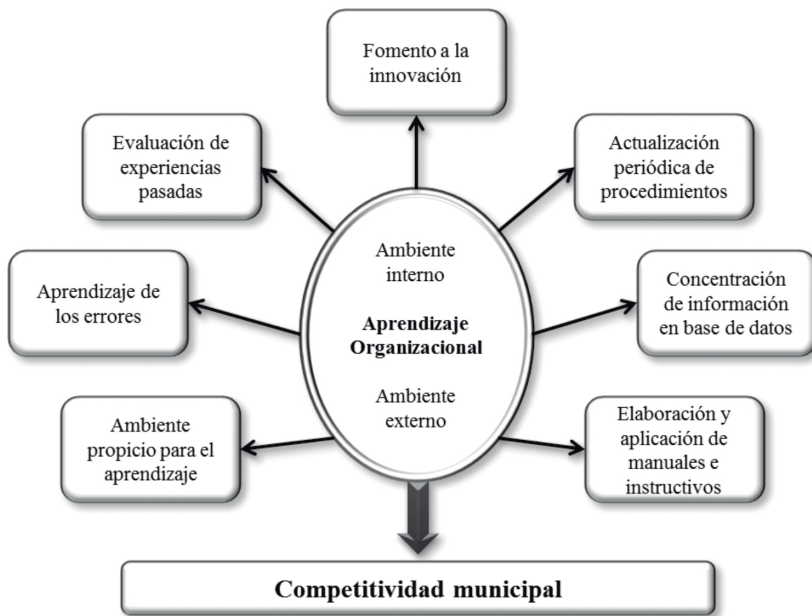 Fomento a la
innovación
Evaluación de
experiencias
pasadas
Actualización
periódica de
procedimientos
Ambiente
interno
Aprendizaje
Organizacional
Ambiente
externo
Aprendizaje de
los errores
Concentración
de información
en base de datos
Ambiente
propicio para el
aprendizaje
Elaboración y
aplicación de
manuales e
instructivos
Competitividad municipal